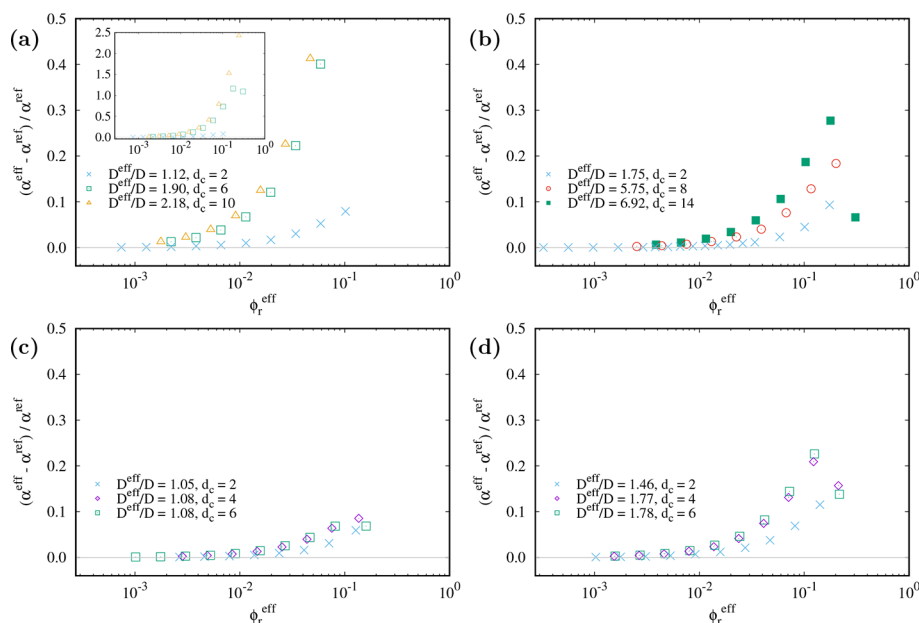 (a)
0.5
0.4
0.3
0.2
0.1
0.0
(α^eff - α^ref) / α^ref
2.5
2.0
1.5
1.0
0.5
0.0
10^-3 10^-2 10^-1 10^0
D^eff/D = 1.12, d_c = 2
D^eff/D = 1.90, d_c = 6
D^eff/D = 2.18, d_c = 10
10^-3 10^-2 10^-1 10^0
ϕ_r^eff
(b)
0.5
0.4
0.3
0.2
0.1
0.0
(α^eff - α^ref) / α^ref
D^eff/D = 1.75, d_c = 2
D^eff/D = 5.75, d_c = 8
D^eff/D = 6.92, d_c = 14
10^-3 10^-2 10^-1 10^0
ϕ_r^eff
(c)
0.5
0.4
0.3
0.2
0.1
0.0
(α^eff - α^ref) / α^ref
D^eff/D = 1.05, d_c = 2
D^eff/D = 1.08, d_c = 4
D^eff/D = 1.08, d_c = 6
10^-3 10^-2 10^-1 10^0
ϕ_r^eff
(d)
0.5
0.4
0.3
0.2
0.1
0.0
(α^eff - α^ref) / α^ref
D^eff/D = 1.46, d_c = 2
D^eff/D = 1.77, d_c = 4
D^eff/D = 1.78, d_c = 6
10^-3 10^-2 10^-1 10^0
ϕ_r^eff